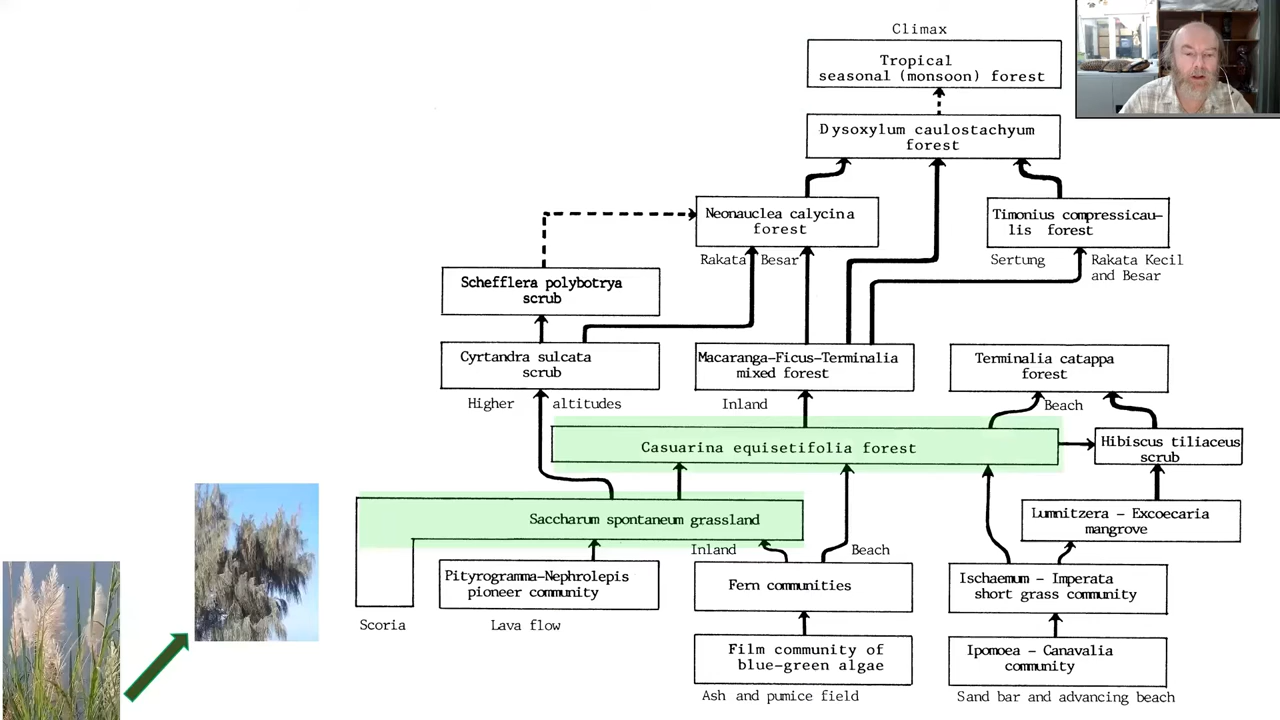 Climax
Tropical
seasonal (monsoon) forest
Dysoxylum caulostachyum
forest
Neonauclea calycina
forest
Timonius compressicau-
lis forest
Rakata Besar
Sertung
Rakata Kecil
and Besar
Schefflera polybotrya
scrub
Cyrtandra sulcata
scrub
Macaranga-Ficus-Terminalia
mixed forest
Terminalia catappa
forest
Higher altitudes
Inland
Beach
Casuarina equisetifolia forest
Hibiscus tiliaceus
scrub
Saccharum spontaneum grassland
Lumnitzera - Excoecaria
mangrove
Inland
Beach
Pityrogramma-Nephrolepis
pioneer community
Fern communities
Ischaemum - Imperata
short grass community
Scoria
Lava flow
Film community of
blue-green algae
Ipomoea - Canavalia
community
Ash and pumice field
Sand bar and advancing beach